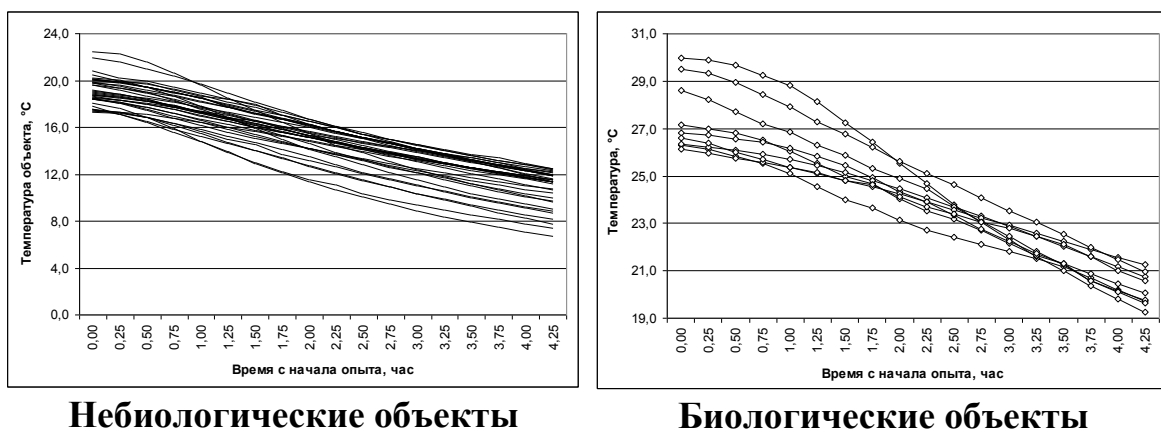 24,0
20,0
16,0
12,0
8,0
4,0
0,0
Температура объекта, °C
0,00 0,25 0,50 0,75 1,00 1,25 1,50 1,75 2,00 2,25 2,50 2,75 3,00 3,25 3,50 3,75 4,00 4,25
Время с начала опыта, час
Небиологические объекты
31,0
29,0
27,0
25,0
23,0
21,0
19,0
Температура, °C
0,00 0,25 0,50 0,75 1,00 1,25 1,50 1,75 2,00 2,25 2,50 2,75 3,00 3,25 3,50 3,75 4,00 4,25
Время с начала опыта, час
Биологические объекты